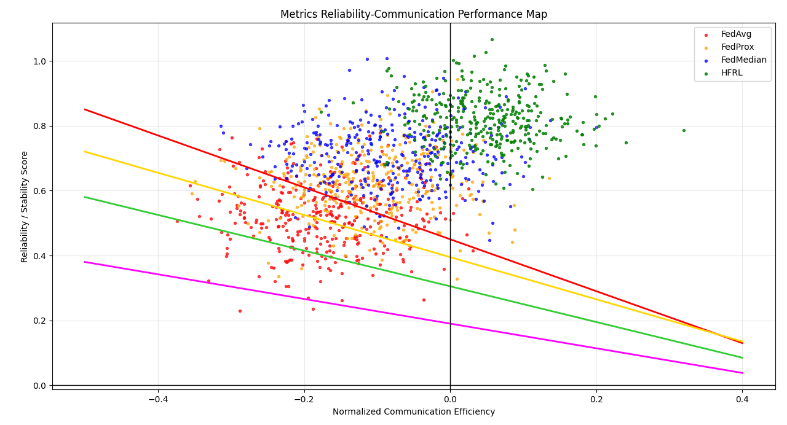 Metrics Reliability-Communication Performance Map
FedAvg
FedProx
FedMedian
HFRL
Reliability / Stability Score
1.0
0.8
0.6
0.4
0.2
0.0
−0.4
−0.2
0.0
0.2
0.4
Normalized Communication Efficiency